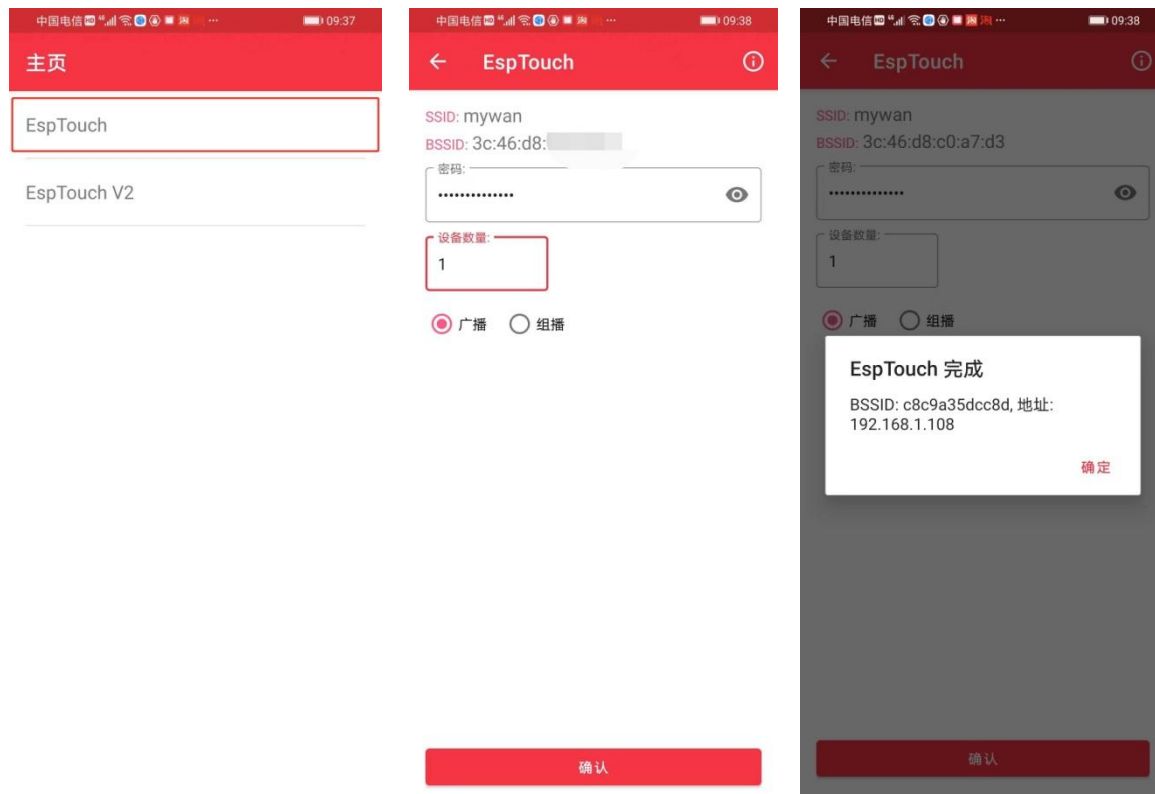 中国电信 09:37
主页
EspTouch
EspTouch V2
中国电信 09:38
EspTouch
SSID: mywan
BSSID: 3c:46:d8:
密码:
设备数量:
1
广播 组播
确认
中国电信 09:38
EspTouch
SSID: mywan
BSSID: 3c:46:d8:c0:a7:d3
密码:
设备数量:
1
广播 组播
EspTouch 完成
BSSID: c8c9a35dcc8d, 地址:
192.168.1.108
确定
确认